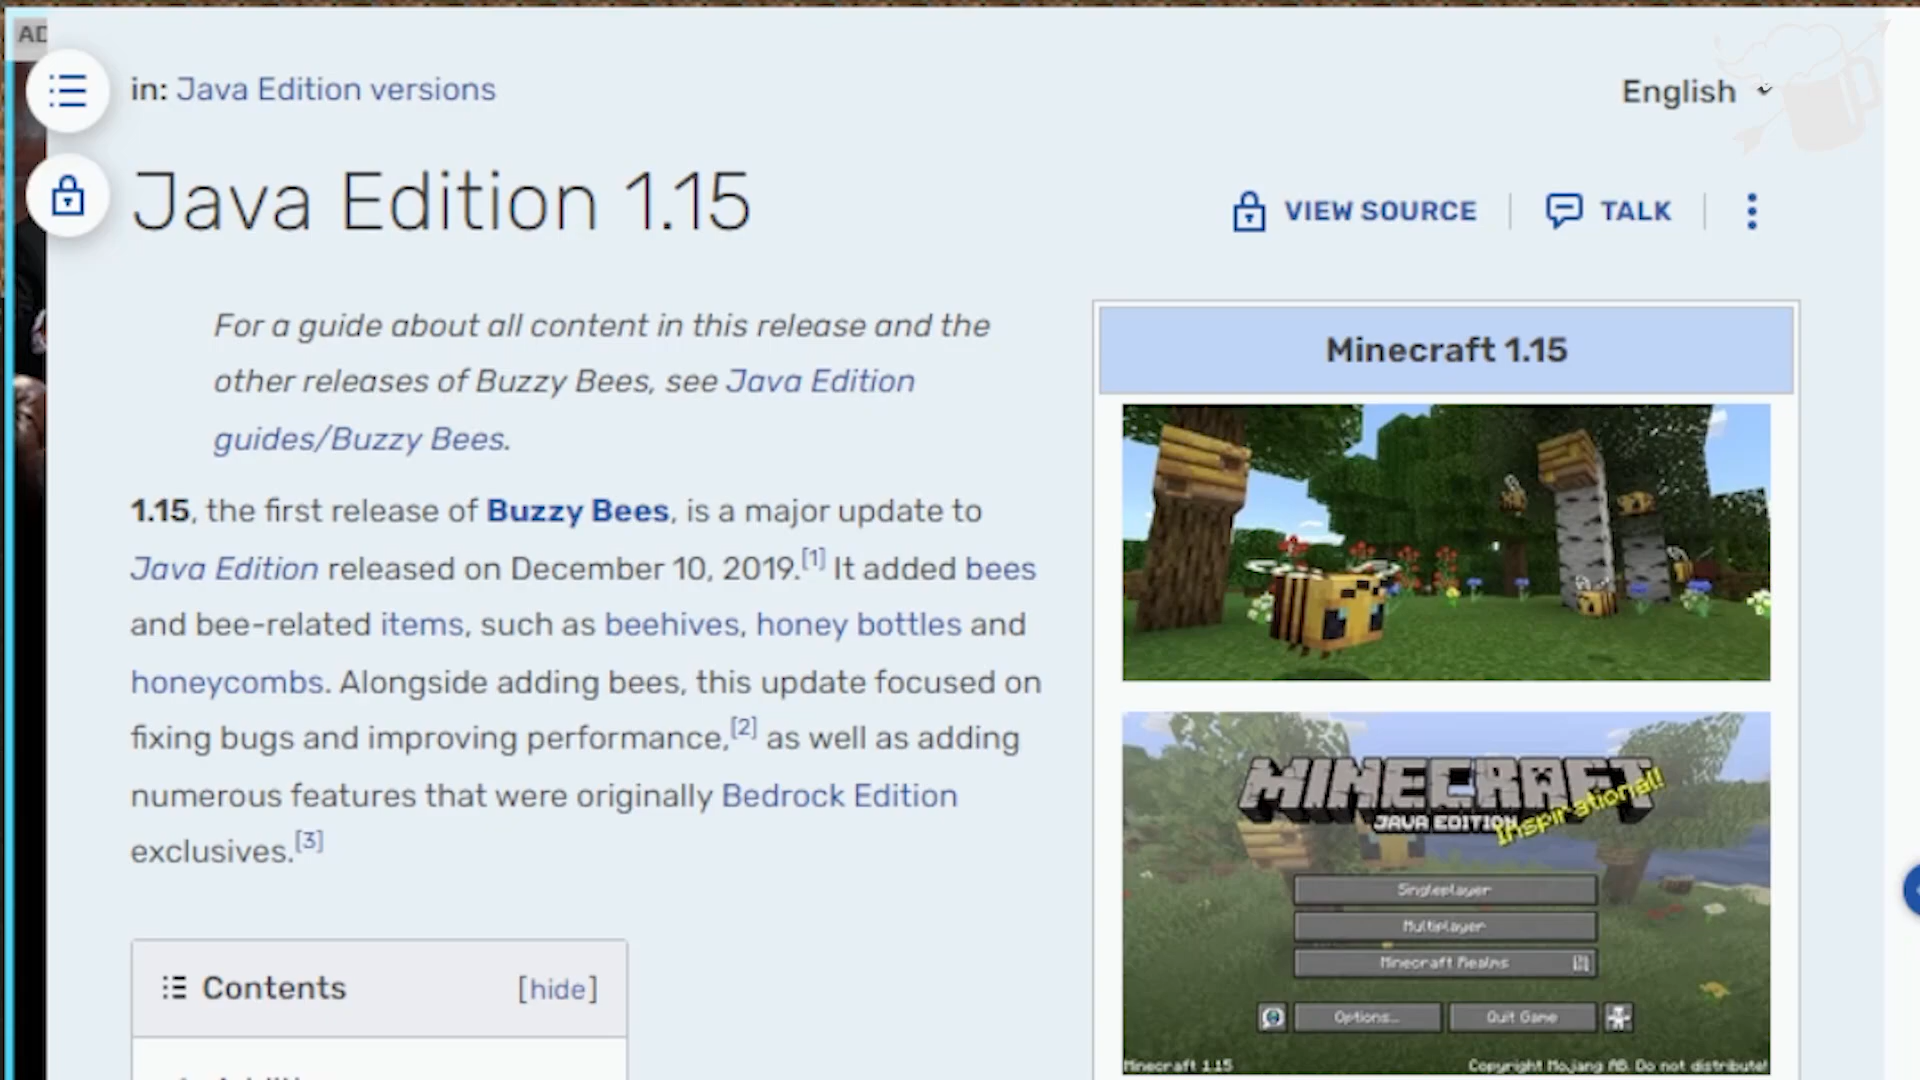 AD
in: Java Edition versions
English
Java Edition 1.15
VIEW SOURCE
TALK
For a guide about all content in this release and the
other releases of Buzzy Bees, see Java Edition
guides/Buzzy Bees.
1.15, the first release of Buzzy Bees, is a major update to
Java Edition released on December 10, 2019.[1] It added bees
and bee-related items, such as beehives, honey bottles and
honeycombs. Alongside adding bees, this update focused on
fixing bugs and improving performance,[2] as well as adding
numerous features that were originally Bedrock Edition
exclusives.[3]
Contents [hide]
Minecraft 1.15
MINECRAFT
JAVA EDITION
Inspirational!
Singleplayer
Multiplayer
Minecraft Realms
Options...
Quit Game
Minecraft 1.15
Copyright Mojang AB. Do not distribute!